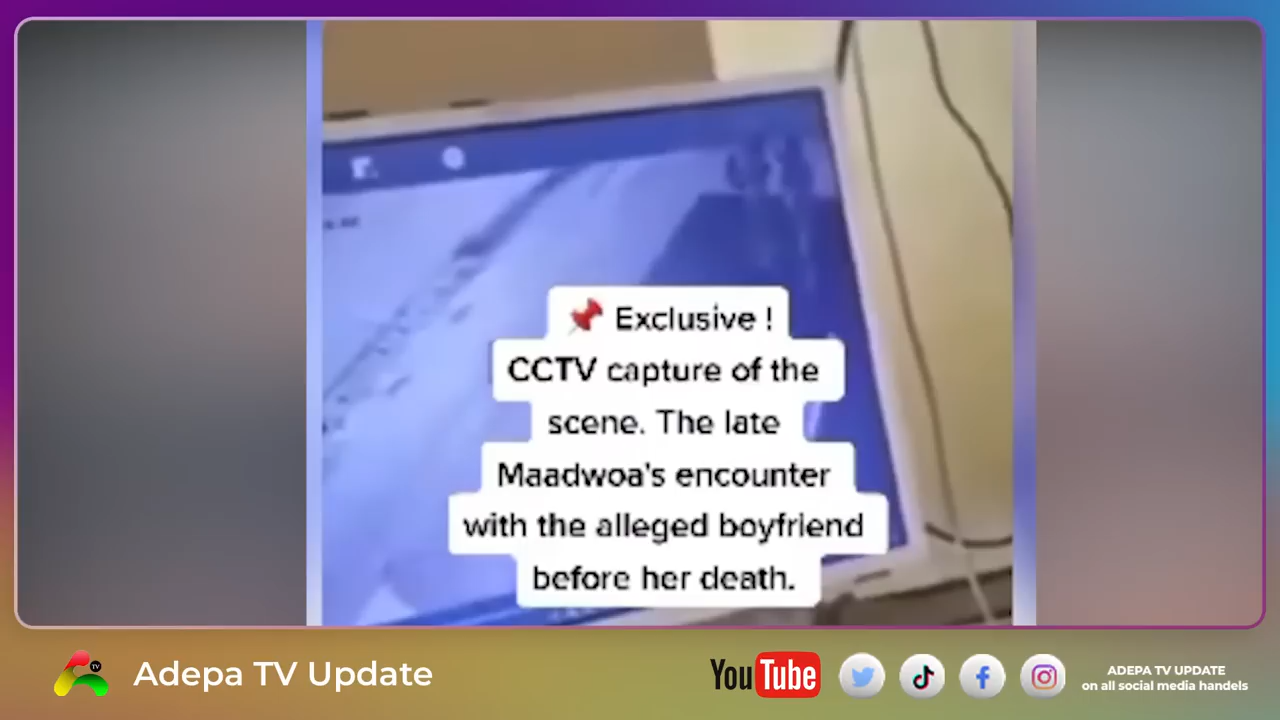 📌 Exclusive !
CCTV capture of the
scene. The late
Maadwoa's encounter
with the alleged boyfriend
before her death.
TV
Adepa TV Update
YouTube
ADEPA TV UPDATE
on all social media handels